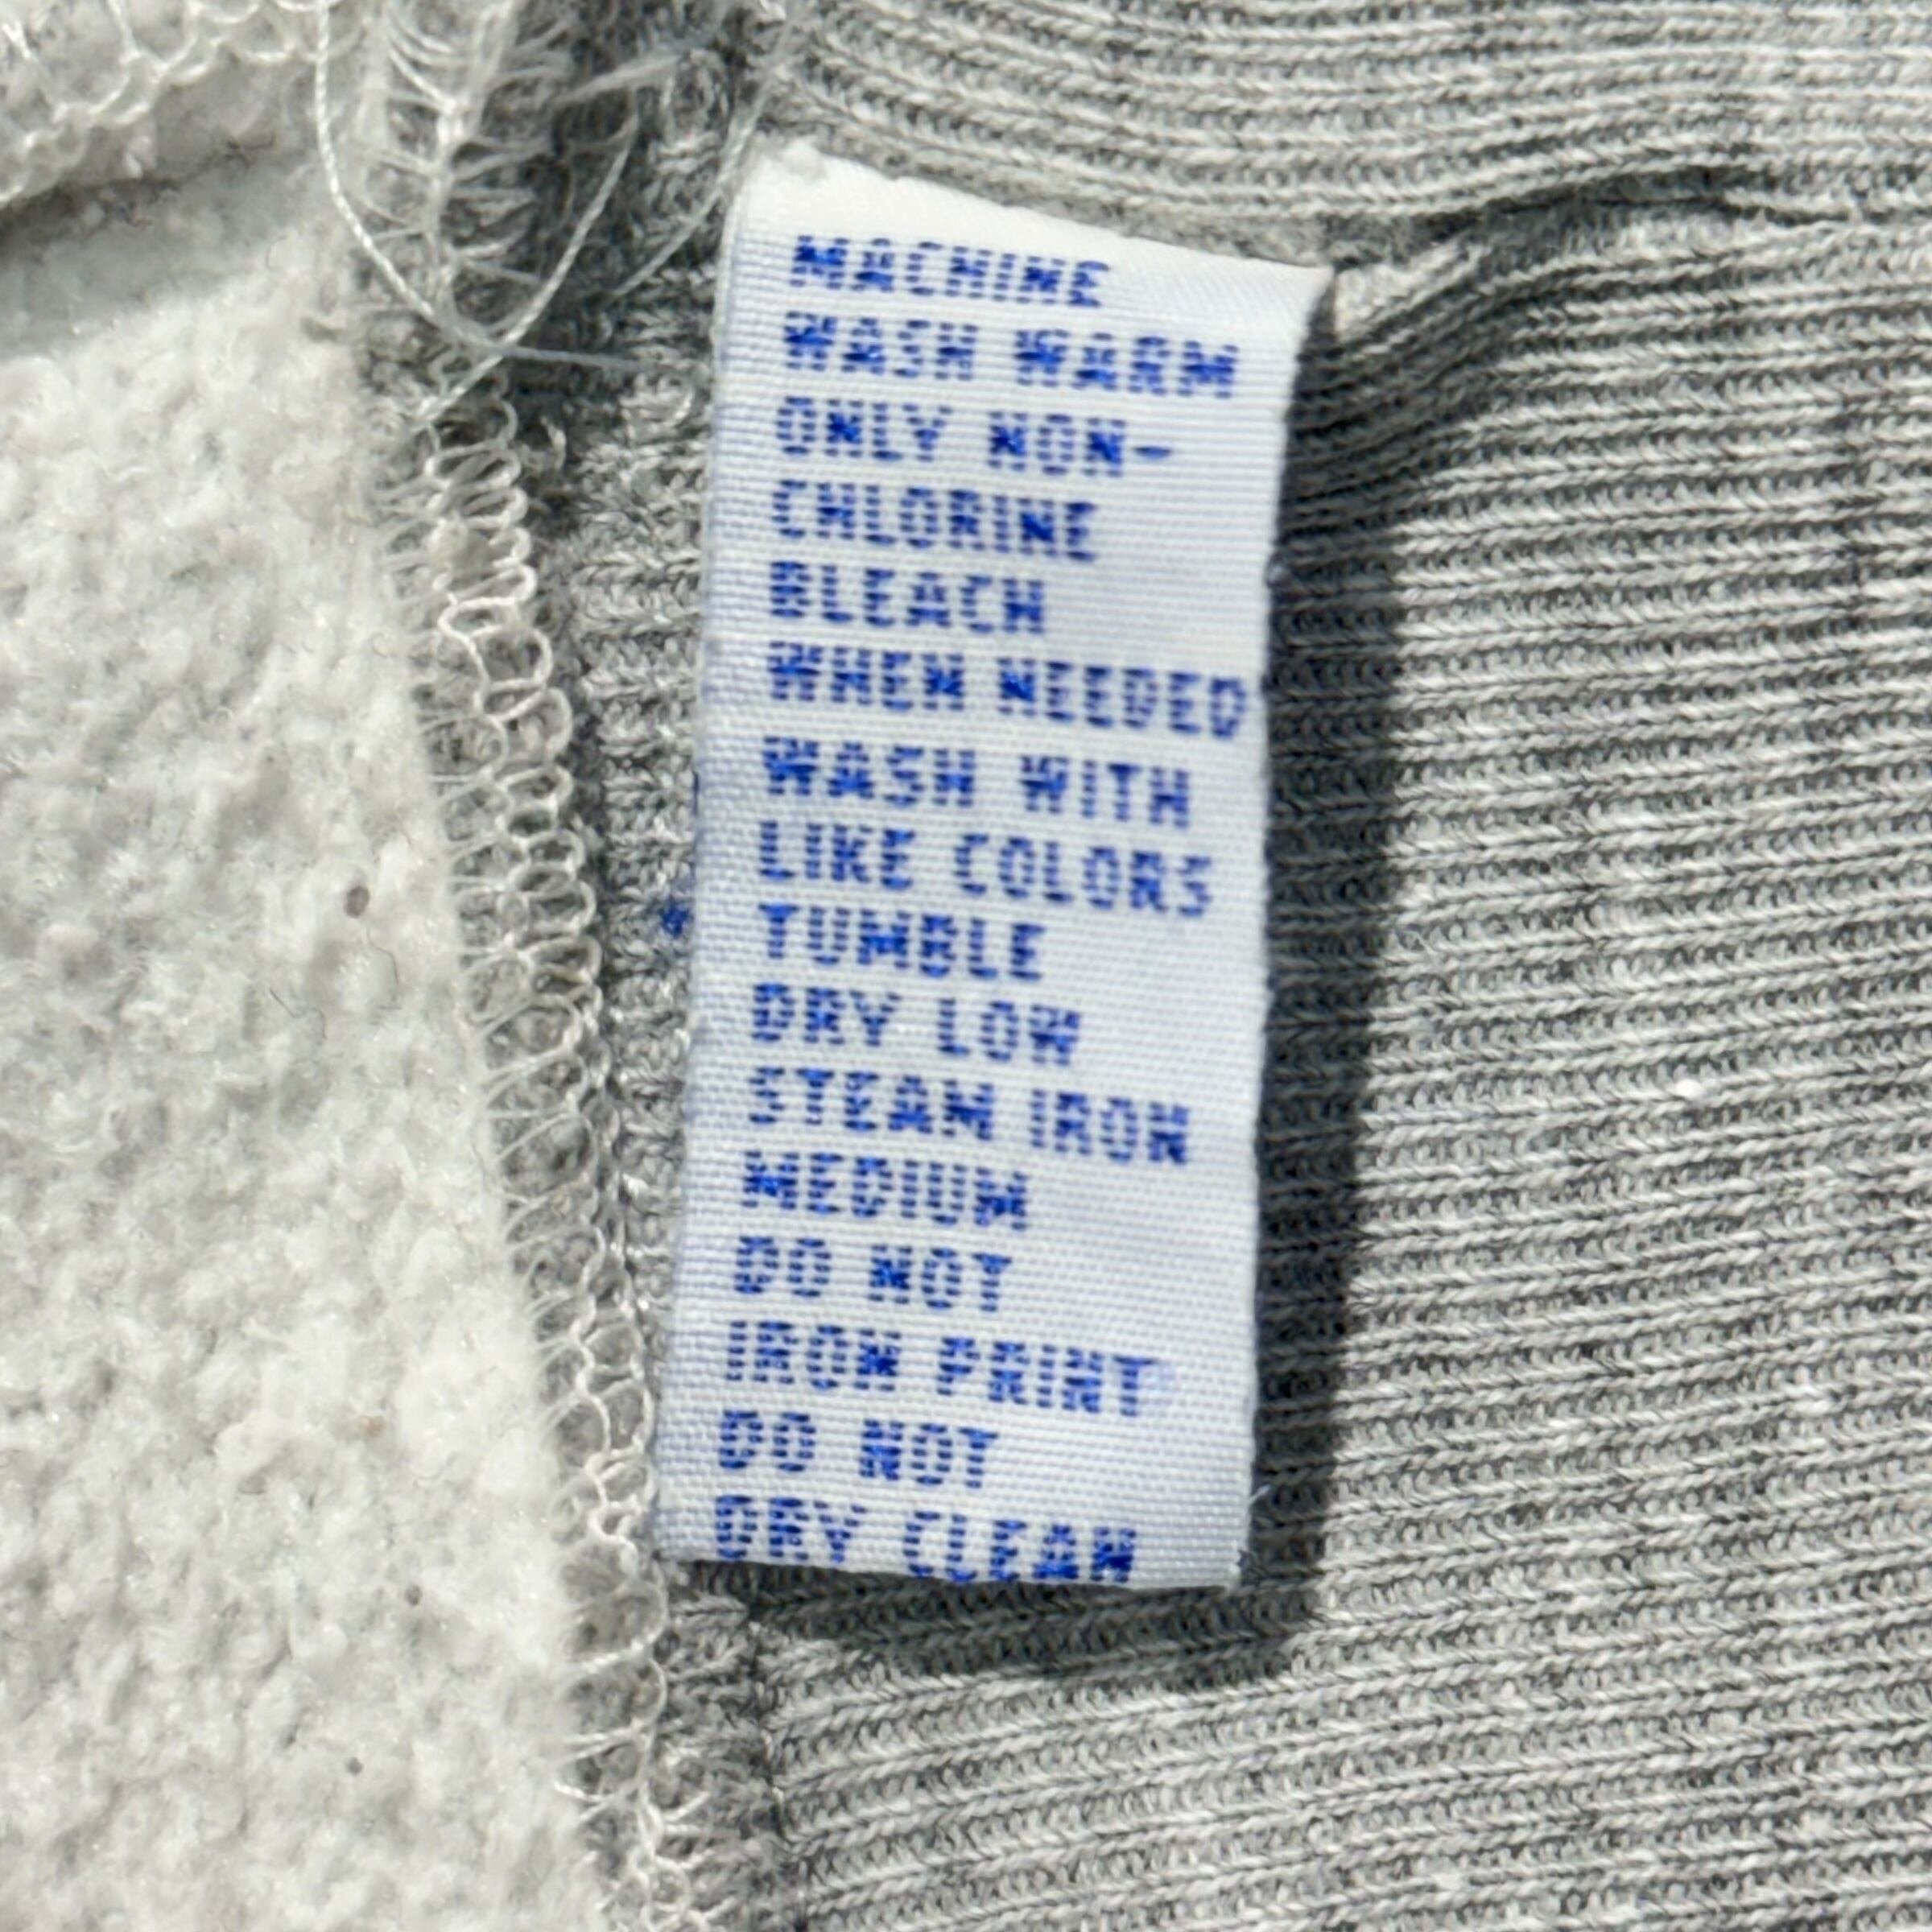 MACHINE
WASH WARM
ONLY NON-
CHLORINE
BLEACH
WHEN NEEDED
WASH WITH
LIKE COLORS
TUMBLE
DRY LOW
STEAM IRON
MEDIUM
DO NOT
IRON PRINT
DO NOT
DRY CLEAN